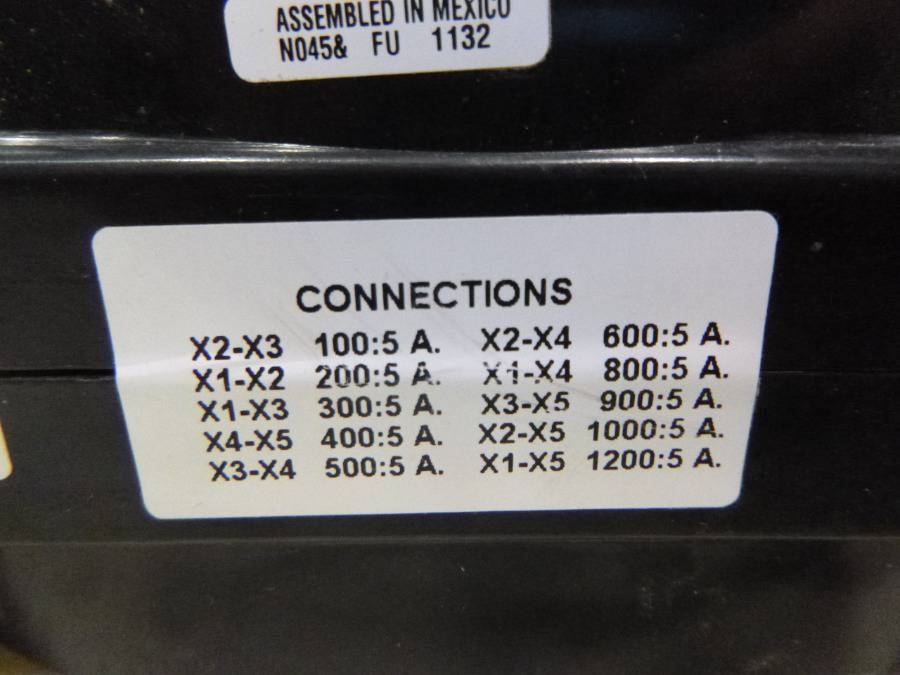 ASSEMBLED IN MEXICO
N045& FU 1132
CONNECTIONS
X2-X3 100:5 A. X2-X4 600:5 A.
X1-X2 200:5 A. X1-X4 800:5 A.
X1-X3 300:5 A. X3-X5 900:5 A.
X4-X5 400:5 A. X2-X5 1000:5 A.
X3-X4 500:5 A. X1-X5 1200:5 A.